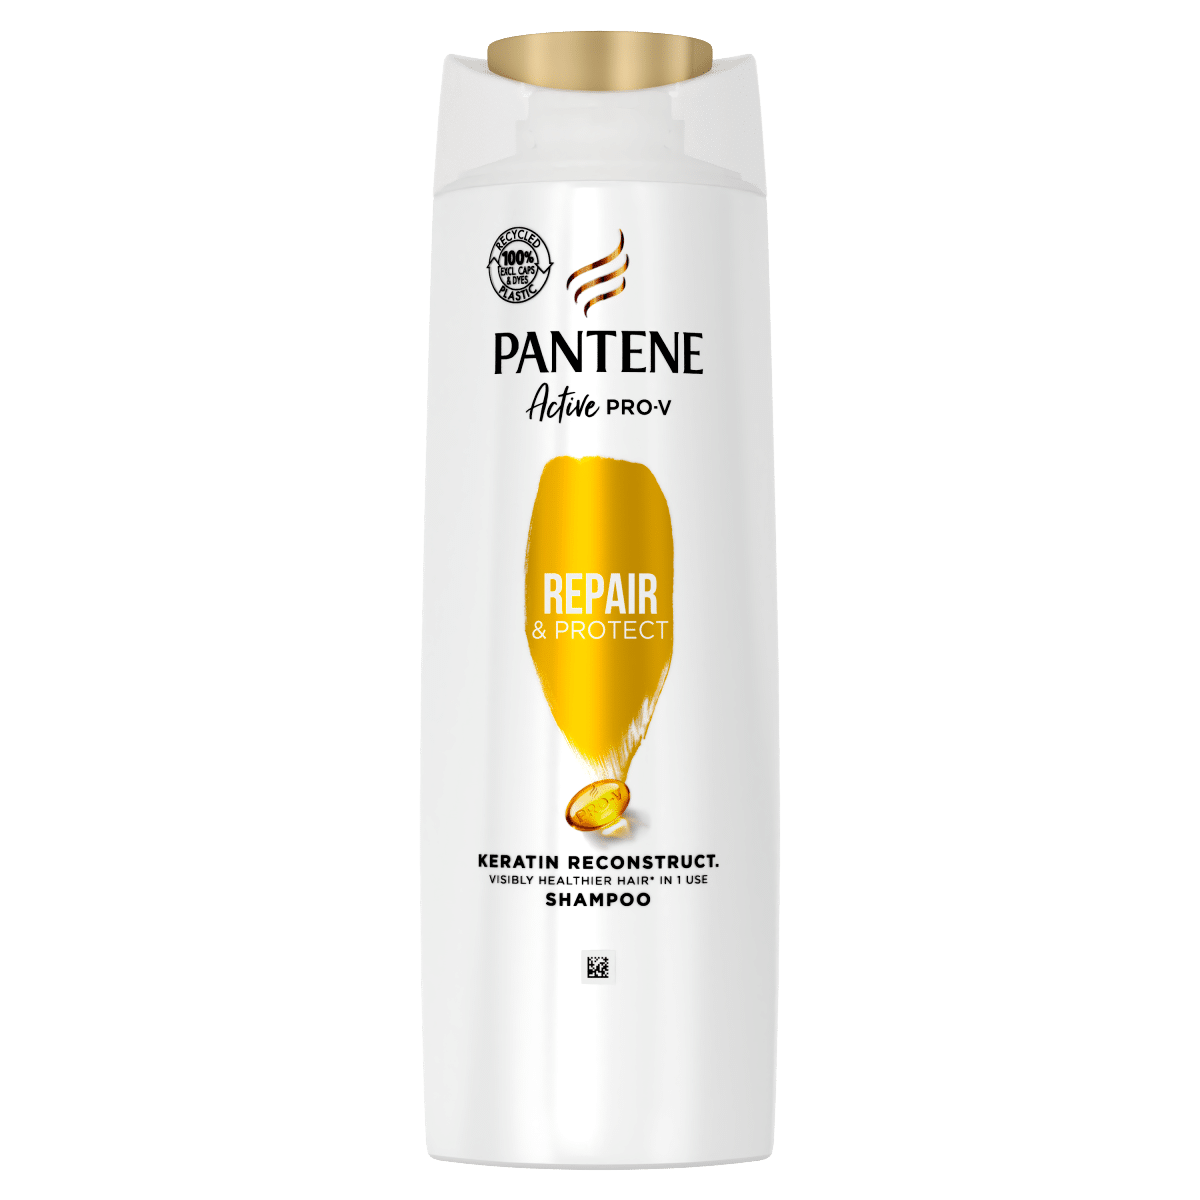 RECYCLED
100%
EXCL. CAPS
& DYES
PLASTIC
PANTENE
Active PRO-V
REPAIR
& PROTECT
PRO-V
KERATIN RECONSTRUCT.
VISIBLY HEALTHIER HAIR* IN 1 USE
SHAMPOO